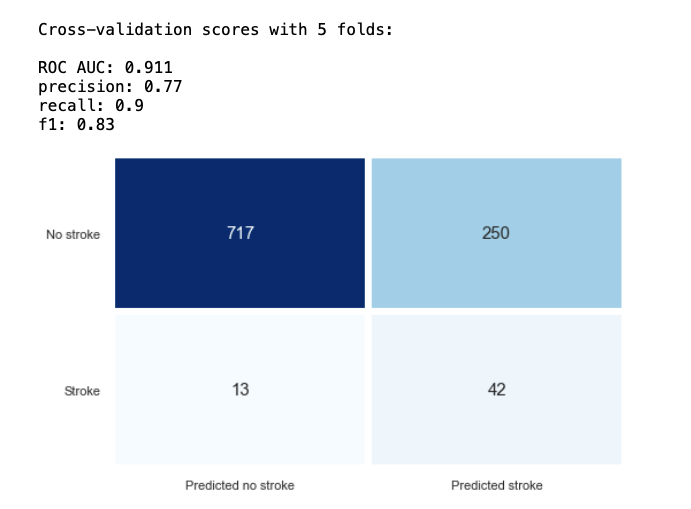 Cross-validation scores with 5 folds:
ROC AUC: 0.911
precision: 0.77
recall: 0.9
f1: 0.83
No stroke
717
250
Stroke
13
42
Predicted no stroke
Predicted stroke